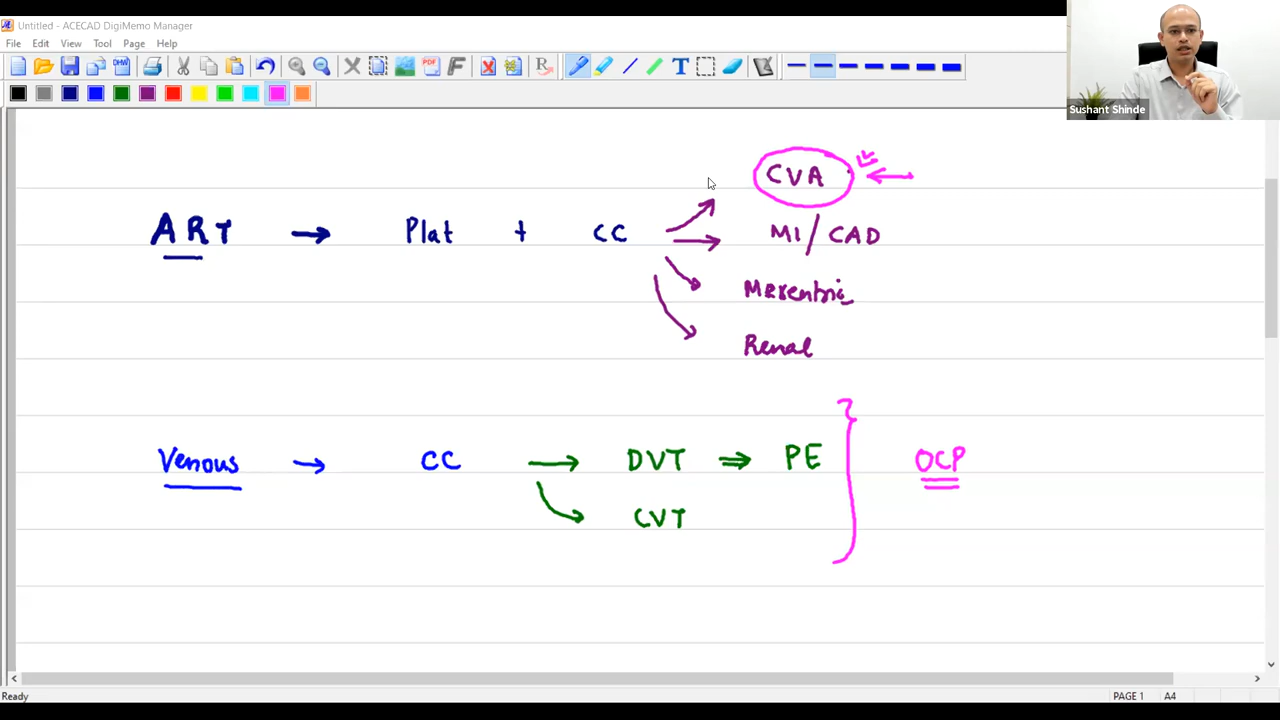 Untitled - ACECAD DigiMemo Manager
File Edit View Tool Page Help
Sushant Shinde
CVA
ART → Plat + CC → MI / CAD
Mesentric
Renal
Venous → CC → DVT ⇒ PE } OCP
CVT
Ready PAGE 1 A4